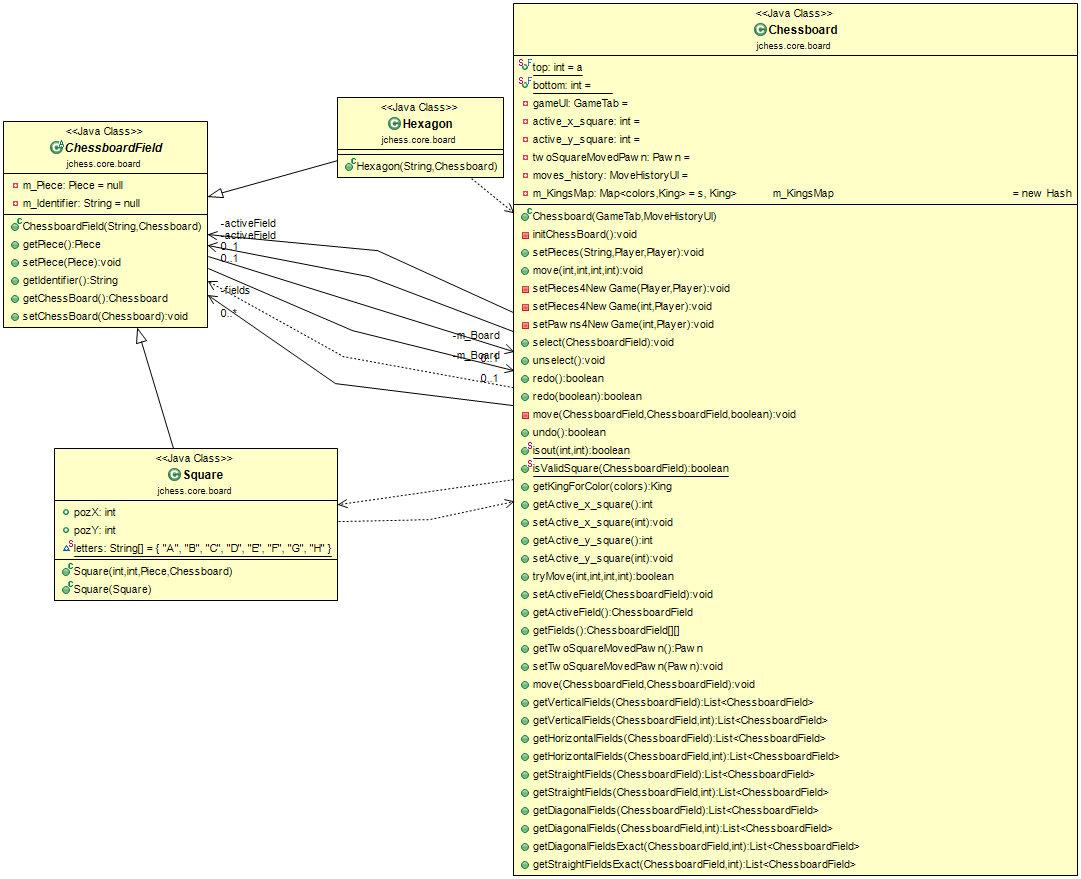 <<Java Class>>
ChessboardField
jchess.core.board
m_Piece: Piece = null
m_Identifier: String = null
ChessboardField(String,Chessboard)
getPiece():Piece
setPiece(Piece):void
getIdentifier():String
getChessBoard():Chessboard
setChessBoard(Chessboard):void
<<Java Class>>
Hexagon
jchess.core.board
Hexagon(String,Chessboard)
-activeField
-activeField
0..1
0..1
-fields
0..*
-m_Board
-m_Board
0..1
0..1
<<Java Class>>
Square
jchess.core.board
pozX: int
pozY: int
letters: String[] = { "A", "B", "C", "D", "E", "F", "G", "H" }
Square(int,int,Piece,Chessboard)
Square(Square)
<<Java Class>>
Chessboard
jchess.core.board
top: int = a
bottom: int =
gameUI: GameTab =
active_x_square: int =
active_y_square: int =
twoSquareMovedPawn: Pawn =
moves_history: MoveHistoryUI =
m_KingsMap: Map<colors,King> = s, King> m_KingsMap = new Hash
Chessboard(GameTab,MoveHistoryUI)
initChessBoard():void
setPieces(String,Player,Player):void
move(int,int,int,int):void
setPieces4NewGame(Player,Player):void
setPieces4NewGame(int,Player):void
setPawns4NewGame(int,Player):void
select(ChessboardField):void
unselect():void
redo():boolean
redo(boolean):boolean
move(ChessboardField,ChessboardField,boolean):void
undo():boolean
isout(int,int):boolean
isValidSquare(ChessboardField):boolean
getKingForColor(colors):King
getActive_x_square():int
setActive_x_square(int):void
getActive_y_square():int
setActive_y_square(int):void
tryMove(int,int,int,int):boolean
setActiveField(ChessboardField):void
getActiveField():ChessboardField
getFields():ChessboardField[][]
getTwoSquareMovedPawn():Pawn
setTwoSquareMovedPawn(Pawn):void
move(ChessboardField,ChessboardField):void
getVerticalFields(ChessboardField):List<ChessboardField>
getVerticalFields(ChessboardField,int):List<ChessboardField>
getHorizontalFields(ChessboardField):List<ChessboardField>
getHorizontalFields(ChessboardField,int):List<ChessboardField>
getStraightFields(ChessboardField):List<ChessboardField>
getStraightFields(ChessboardField,int):List<ChessboardField>
getDiagonalFields(ChessboardField):List<ChessboardField>
getDiagonalFields(ChessboardField,int):List<ChessboardField>
getDiagonalFieldsExact(ChessboardField,int):List<ChessboardField>
getStraightFieldsExact(ChessboardField,int):List<ChessboardField>